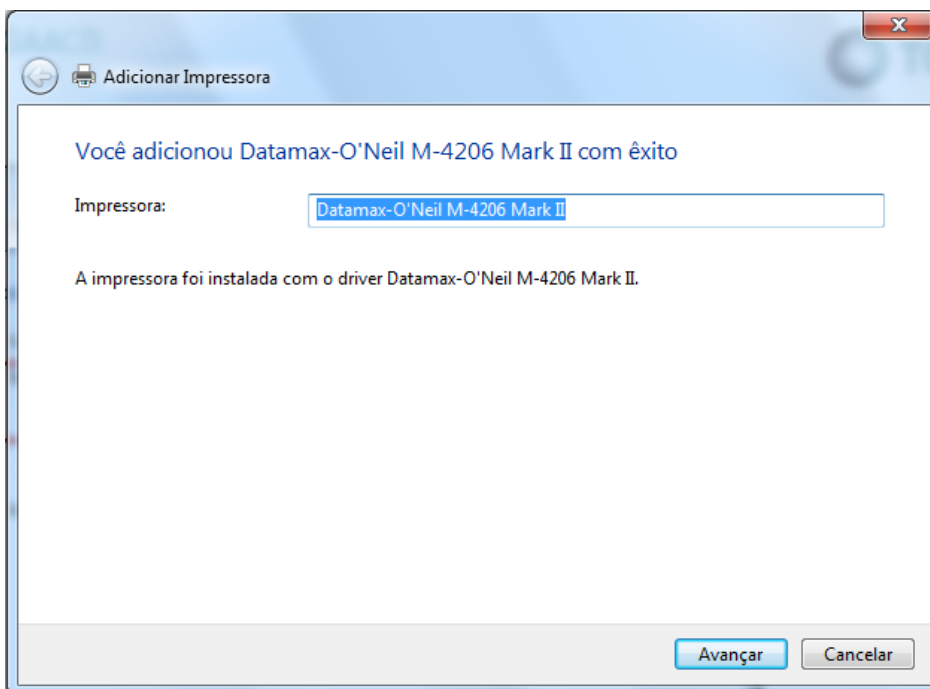 Adicionar Impressora
Você adicionou Datamax-O'Neil M-4206 Mark II com êxito
Impressora:
Datamax-O'Neil M-4206 Mark II
A impressora foi instalada com o driver Datamax-O'Neil M-4206 Mark II.
Avançar
Cancelar